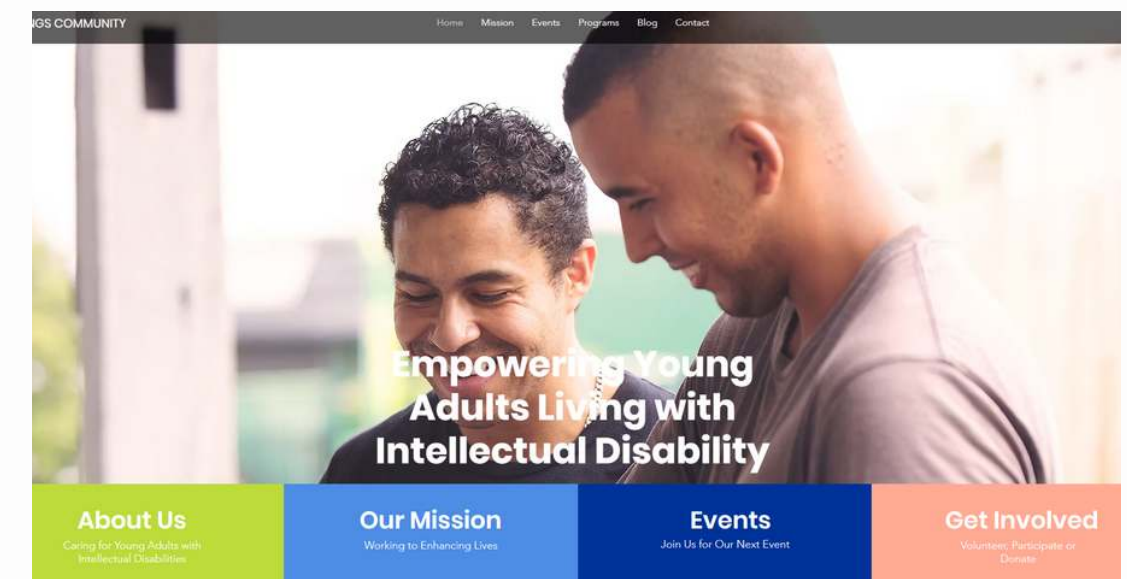 NGS COMMUNITY
Home Mission Events Programs Blog Contact
Empowering Young
Adults Living with
Intellectual Disability
About Us
Caring for Young Adults with
Intellectual Disabilities
Our Mission
Working to Enhancing Lives
Events
Join Us for Our Next Event
Get Involved
Volunteer, Participate or
Donate